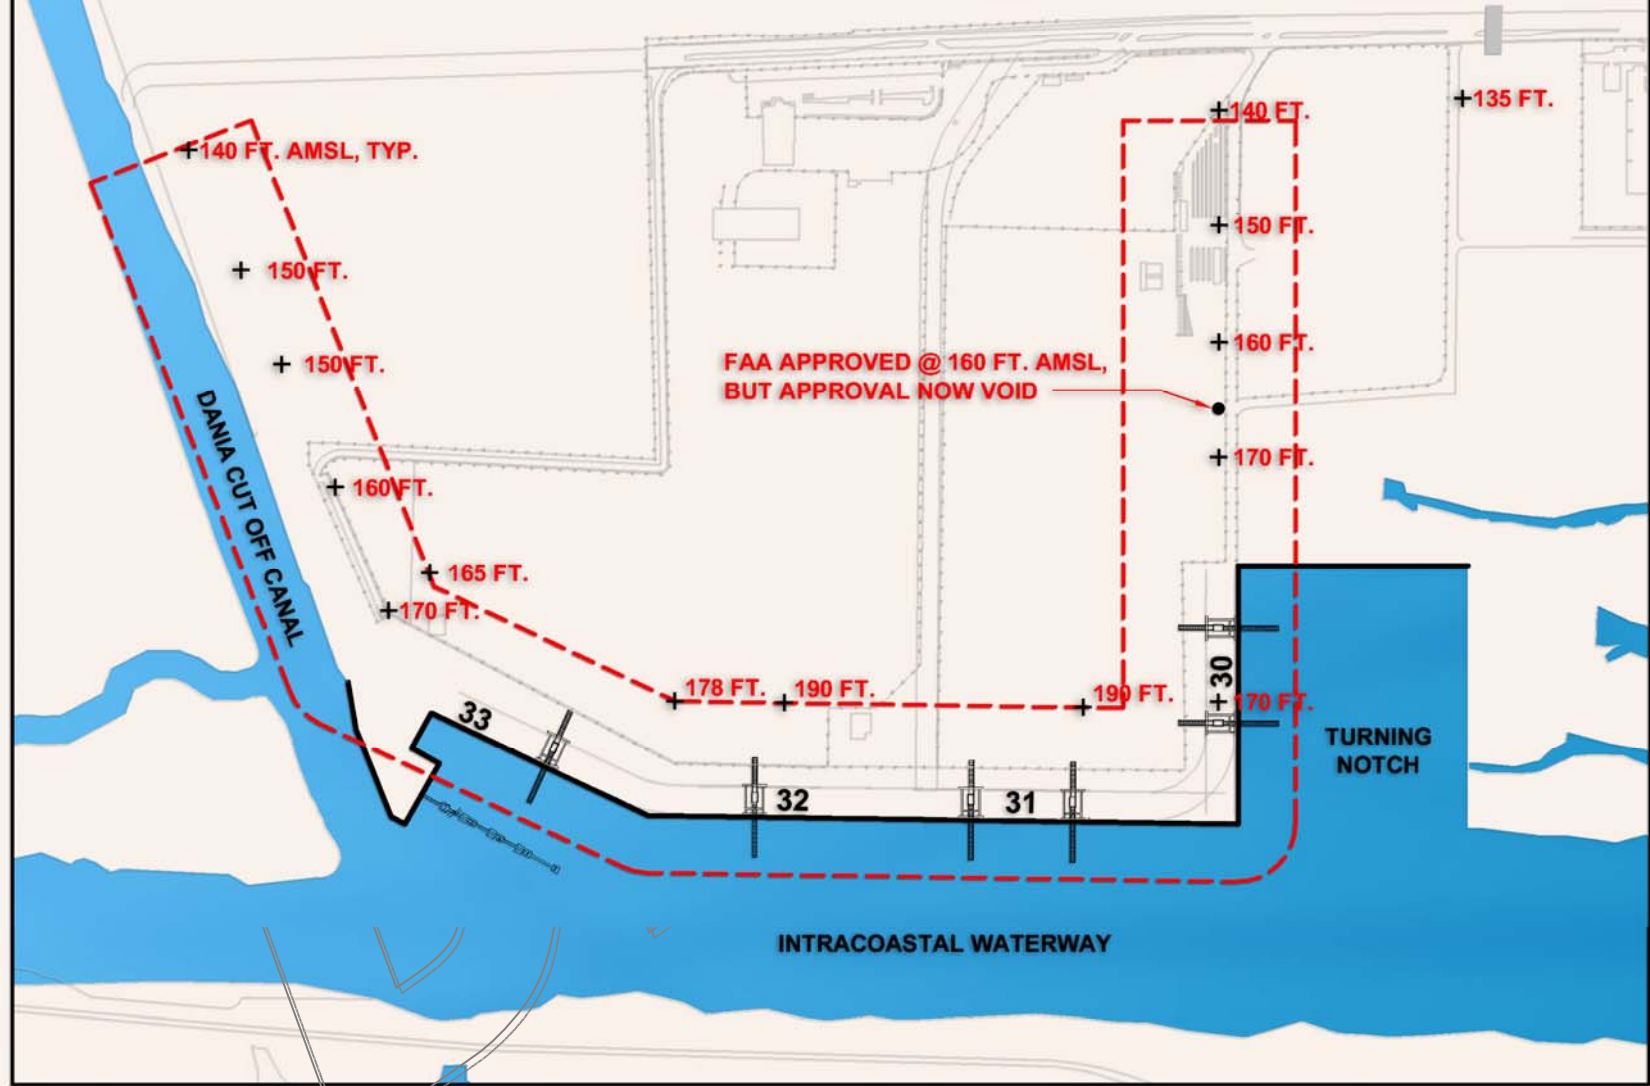 135 FT.
140 FT.
140 FT. AMSL, TYP.
150 FT.
150 FT.
160 FT.
FAA APPROVED @ 160 FT. AMSL,
BUT APPROVAL NOW VOID
150 FT.
170 FT.
160 FT.
DANIA CUT OFF CANAL
165 FT.
170 FT.
178 FT.
190 FT.
190 FT.
30
170 FT.
33
TURNING
NOTCH
32
31
INTRACOASTAL WATERWAY